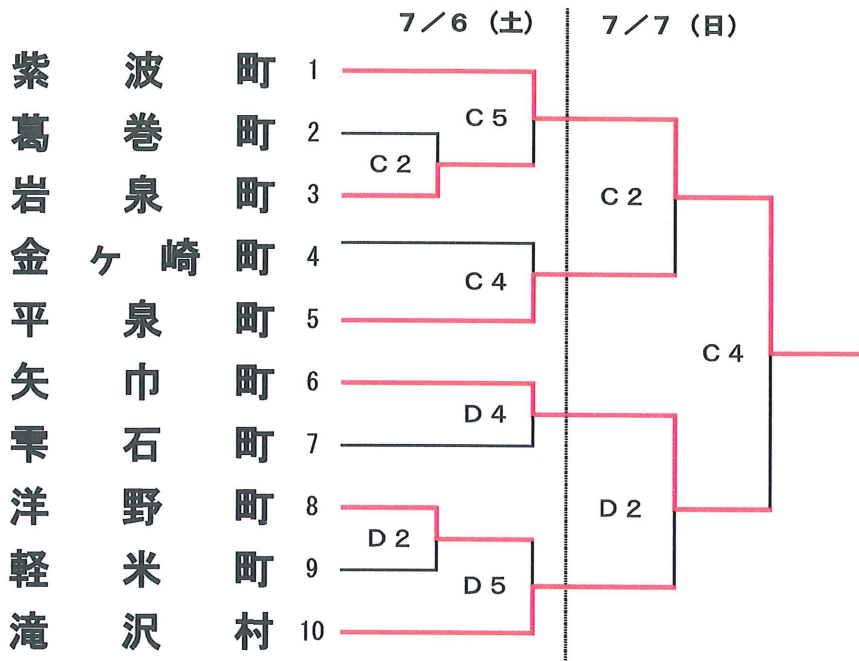 7／6 (土) 7／7 (日)
紫波町 1
C5
葛巻町 2
C2
岩泉町 3
C2
金ヶ崎町 4
C4
平泉町 5
C4
矢巾町 6
D4
雫石町 7
洋野町 8
D2
D2
軽米町 9
D5
滝沢村 10